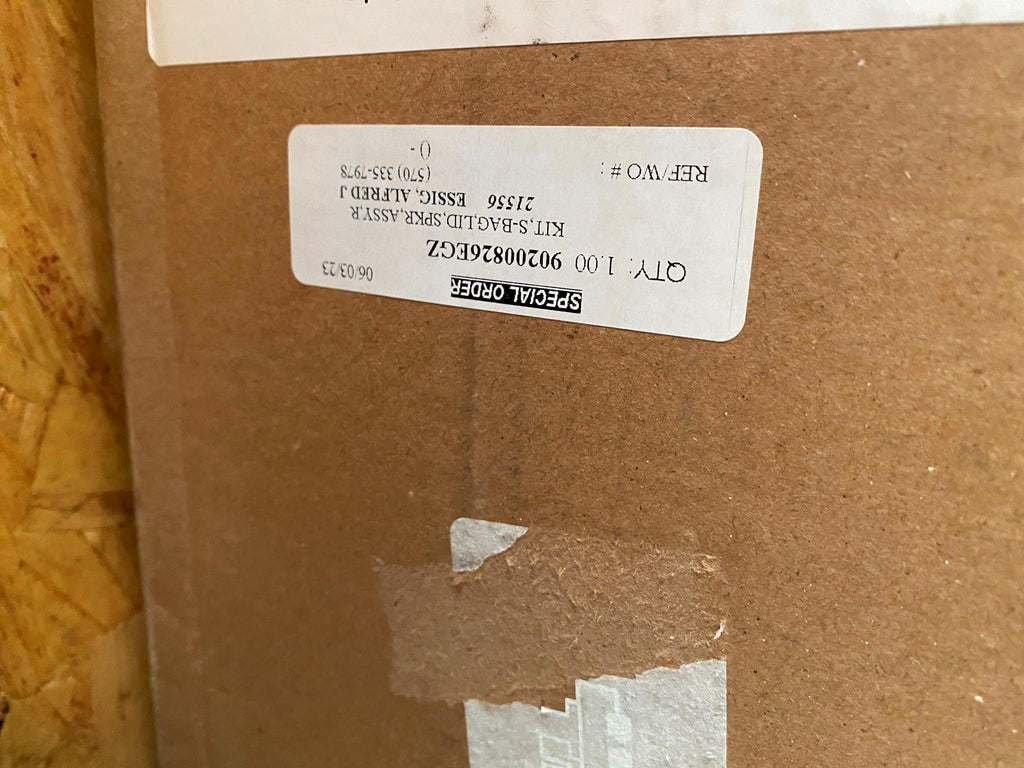 SPECIAL ORDER
06/03/23
QTY: 1.00 90200826EGZ
KIT,S-BAG,LID,SPKR,ASSY,R
21556 ESSIG, ALFRED J
REF/WO # : (570) 335-7978
() -